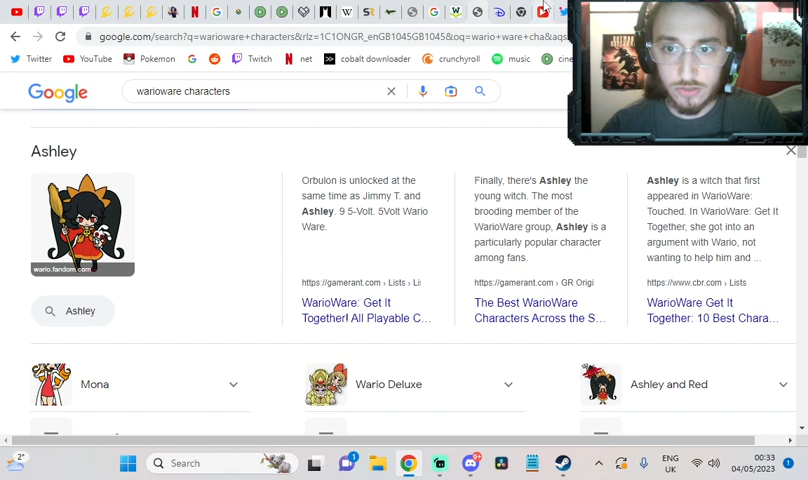 google.com/search?q=warioware+characters&rlz=1C1ONGR_enGB1045GB1045&oq=wario+ware+cha&aqs
Twitter YouTube Pokemon Twitch net cobalt downloader crunchyroll music cine
Google warioware characters
Ashley
wario.fandom.com
Ashley
Orbulon is unlocked at the
same time as Jimmy T. and
Ashley. 9 5-Volt. 5Volt Wario
Ware.
https://gamerant.com › Lists › Li:
WarioWare: Get It
Together! All Playable C...
Finally, there's Ashley the
young witch. The most
brooding member of the
WarioWare group, Ashley is a
particularly popular character
among fans.
https://gamerant.com › GR Origi
The Best WarioWare
Characters Across the S...
Ashley is a witch that first
appeared in WarioWare:
Touched. In WarioWare: Get It
Together, she got into an
argument with Wario, not
wanting to help him and ...
https://www.cbr.com › Lists
WarioWare Get It
Together: 10 Best Chara...
Mona Wario Deluxe Ashley and Red
2° Search ENG 00:33
UK 04/05/2023